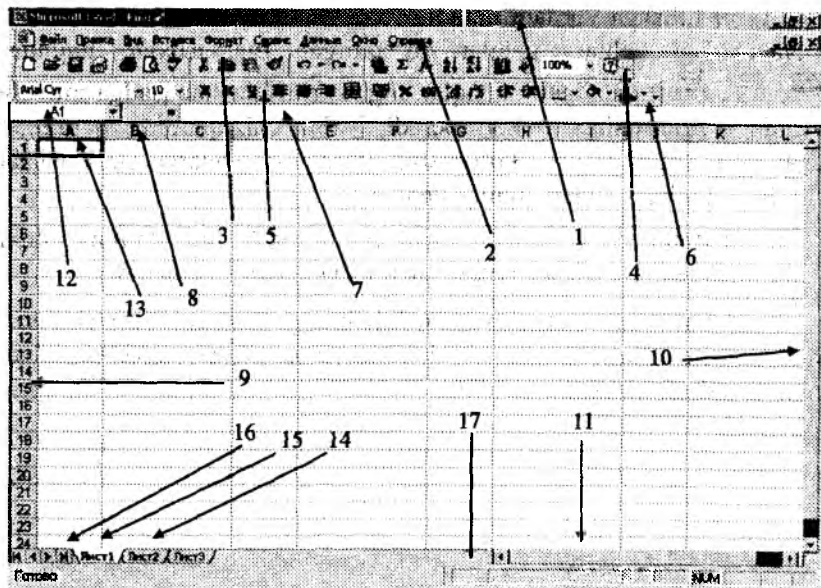 Microsoft Excel - Книга2
Файл Правка Вид Вставка Формат Сервис Данные Окно Справка
100%
Arial Cyr 10
A1 =
A B C E F G H I K L
1
2
3
4
5
6
7
8
9
10
11
12
13
14
15
16
17
18
19
20
21
22
23
24
3 5 2 1 4 6
12 13 8 7
10
9
16 15 14 17 11
Лист1 Лист2 Лист3
Готово NUM